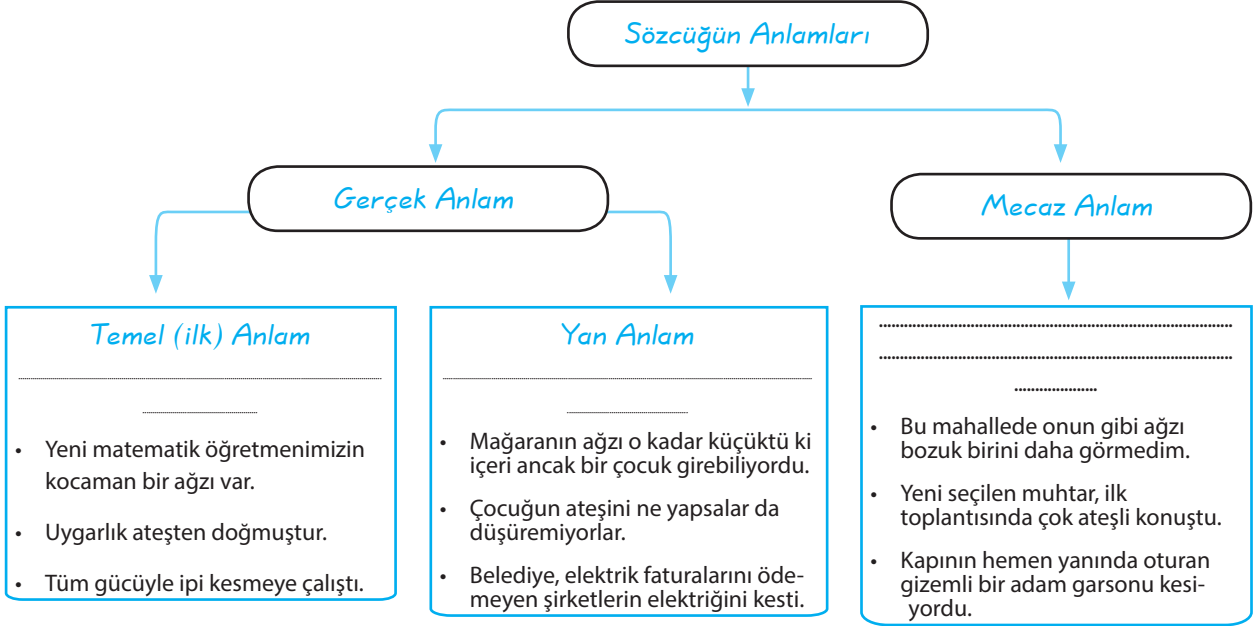 Sözcüğün Anlamları
Gerçek Anlam
Mecaz Anlam
Temel (ilk) Anlam
• Yeni matematik öğretmenimizin
kocaman bir ağzı var.
• Uygarlık ateşten doğmuştur.
• Tüm gücüyle ipi kesmeye çalıştı.
Yan Anlam
• Mağaranın ağzı o kadar küçüktü ki
içeri ancak bir çocuk girebiliyordu.
• Çocuğun ateşini ne yapsalar da
düşüremiyorlar.
• Belediye, elektrik faturalarını öde-
meyen şirketlerin elektriğini kesti.
• Bu mahallede onun gibi ağzı
bozuk birini daha görmedim.
• Yeni seçilen muhtar, ilk
toplantısında çok ateşli konuştu.
• Kapının hemen yanında oturan
gizemli bir adam garsonu kesi-
yordu.